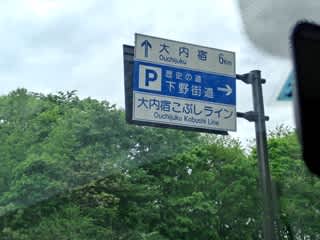 ↑ 大内宿 6km
Ouchijuku
P 歴史の道
下野街道 →
大内宿こぶしライン
Ouchijuku Kobushi Line